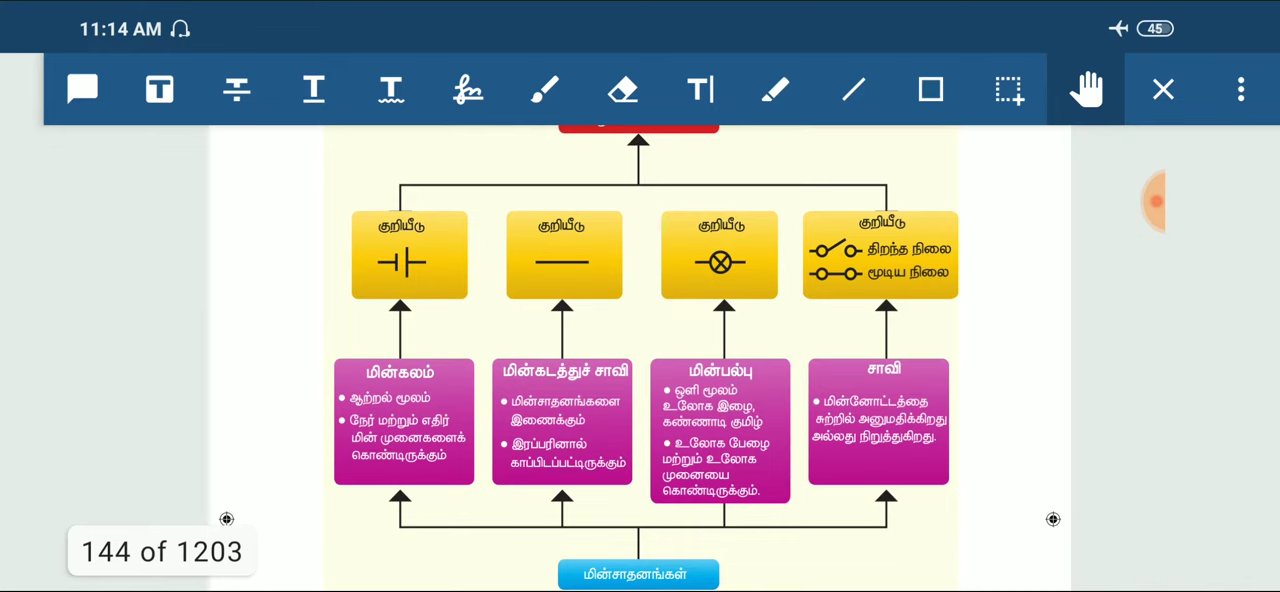 11:14 AM
45
T
T
T
T
குறியீடு
குறியீடு
குறியீடு
குறியீடு
திறந்த நிலை
மூடிய நிலை
மின்கலம்
• ஆற்றல் மூலம்
• நேர் மற்றும் எதிர்
மின் முனைகளைக்
கொண்டிருக்கும்
மின்கடத்துச் சாவி
• மின்சாதனங்களை
இணைக்கும்
• இரப்பரினால்
காப்பிடப்பட்டிருக்கும்
மின்பல்பு
• ஒளி மூலம்
உலோக இழை,
கண்ணாடி குமிழ்
• உலோக பேழை
மற்றும் உலோக
முனையை
கொண்டிருக்கும்.
சாவி
• மின்னோட்டத்தை
சுற்றில் அனுமதிக்கிறது
அல்லது நிறுத்துகிறது.
144 of 1203
மின்சாதனங்கள்